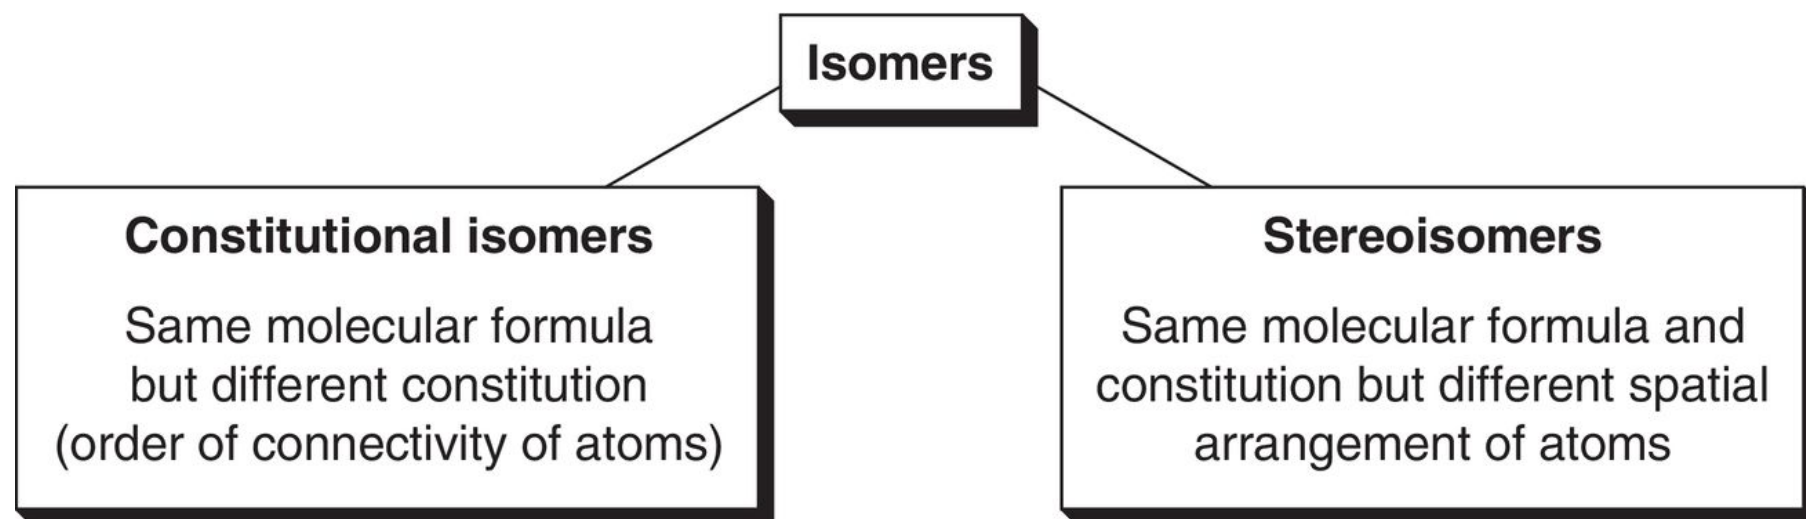 Isomers
Constitutional isomers
Same molecular formula
but different constitution
(order of connectivity of atoms)
Stereoisomers
Same molecular formula and
constitution but different spatial
arrangement of atoms